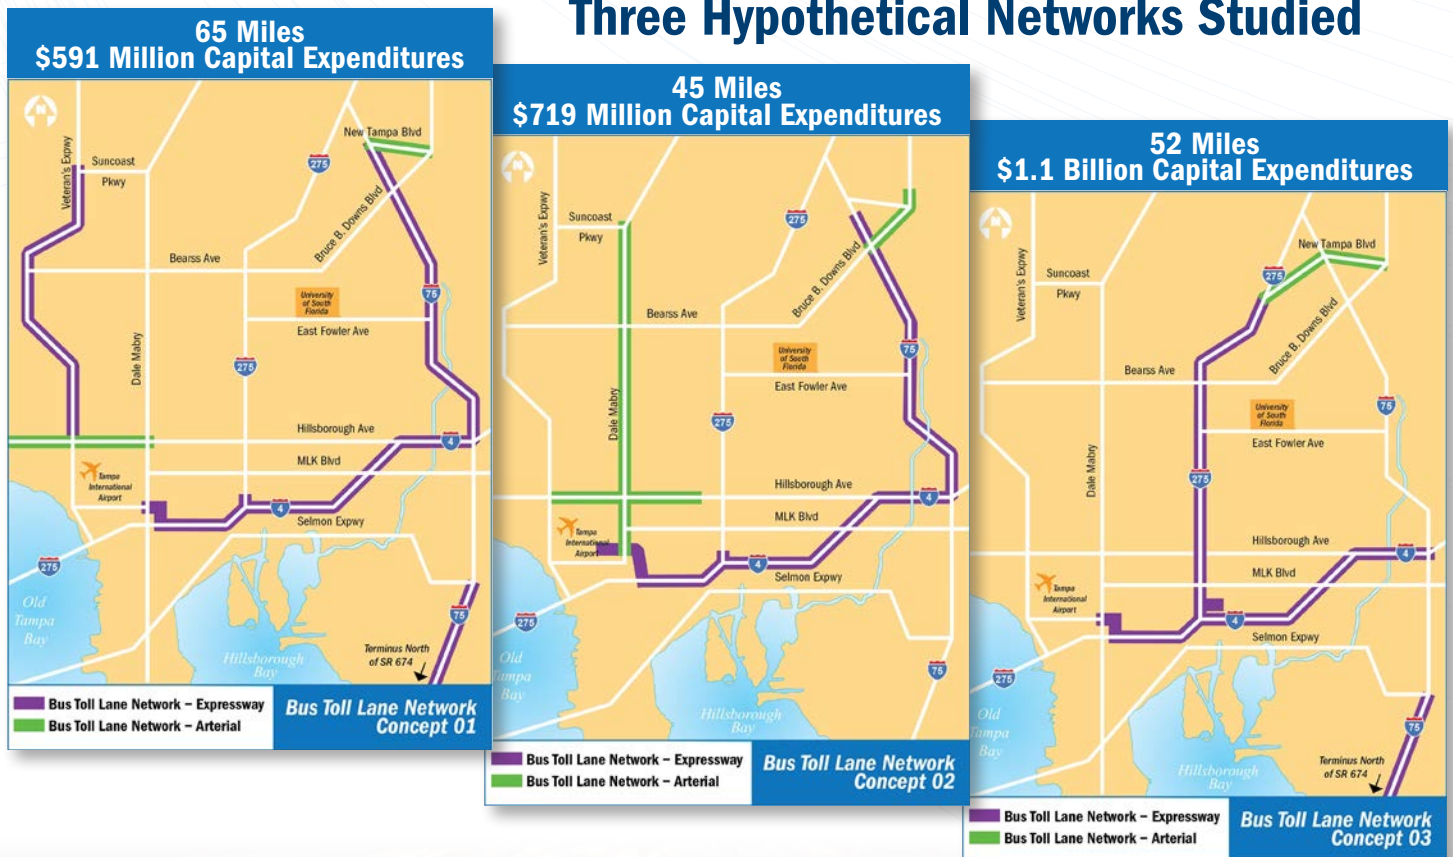 Three Hypothetical Networks Studied
65 Miles
$591 Million Capital Expenditures
N
New Tampa Blvd
275
Veteran's Expwy
Suncoast
Pkwy
Bruce B. Downs Blvd
Bearss Ave
75
University
of South
Florida
East Fowler Ave
Dale Mabry
275
Hillsborough Ave
4
MLK Blvd
Tampa
International
Airport
4
Selmon Expwy
275
Old
Tampa
Bay
75
Hillsborough
Bay
Terminus North
of SR 674
Bus Toll Lane Network – Expressway
Bus Toll Lane Network – Arterial
Bus Toll Lane Network
Concept 01
45 Miles
$719 Million Capital Expenditures
N
Veteran's Expwy
Suncoast
Pkwy
275
Bruce B. Downs Blvd
Bearss Ave
75
University
of South
Florida
East Fowler Ave
Dale Mabry
275
Hillsborough Ave
4
MLK Blvd
Tampa
International
Airport
4
Selmon Expwy
275
Old
Tampa
Bay
75
Hillsborough
Bay
Bus Toll Lane Network – Expressway
Bus Toll Lane Network – Arterial
Bus Toll Lane Network
Concept 02
52 Miles
$1.1 Billion Capital Expenditures
N
New Tampa Blvd
275
Veteran's Expwy
Suncoast
Pkwy
Bruce B. Downs Blvd
Bearss Ave
75
University
of South
Florida
East Fowler Ave
Dale Mabry
275
Hillsborough Ave
4
MLK Blvd
Tampa
International
Airport
4
Selmon Expwy
275
Old
Tampa
Bay
75
Hillsborough
Bay
Terminus North
of SR 674
Bus Toll Lane Network – Expressway
Bus Toll Lane Network – Arterial
Bus Toll Lane Network
Concept 03